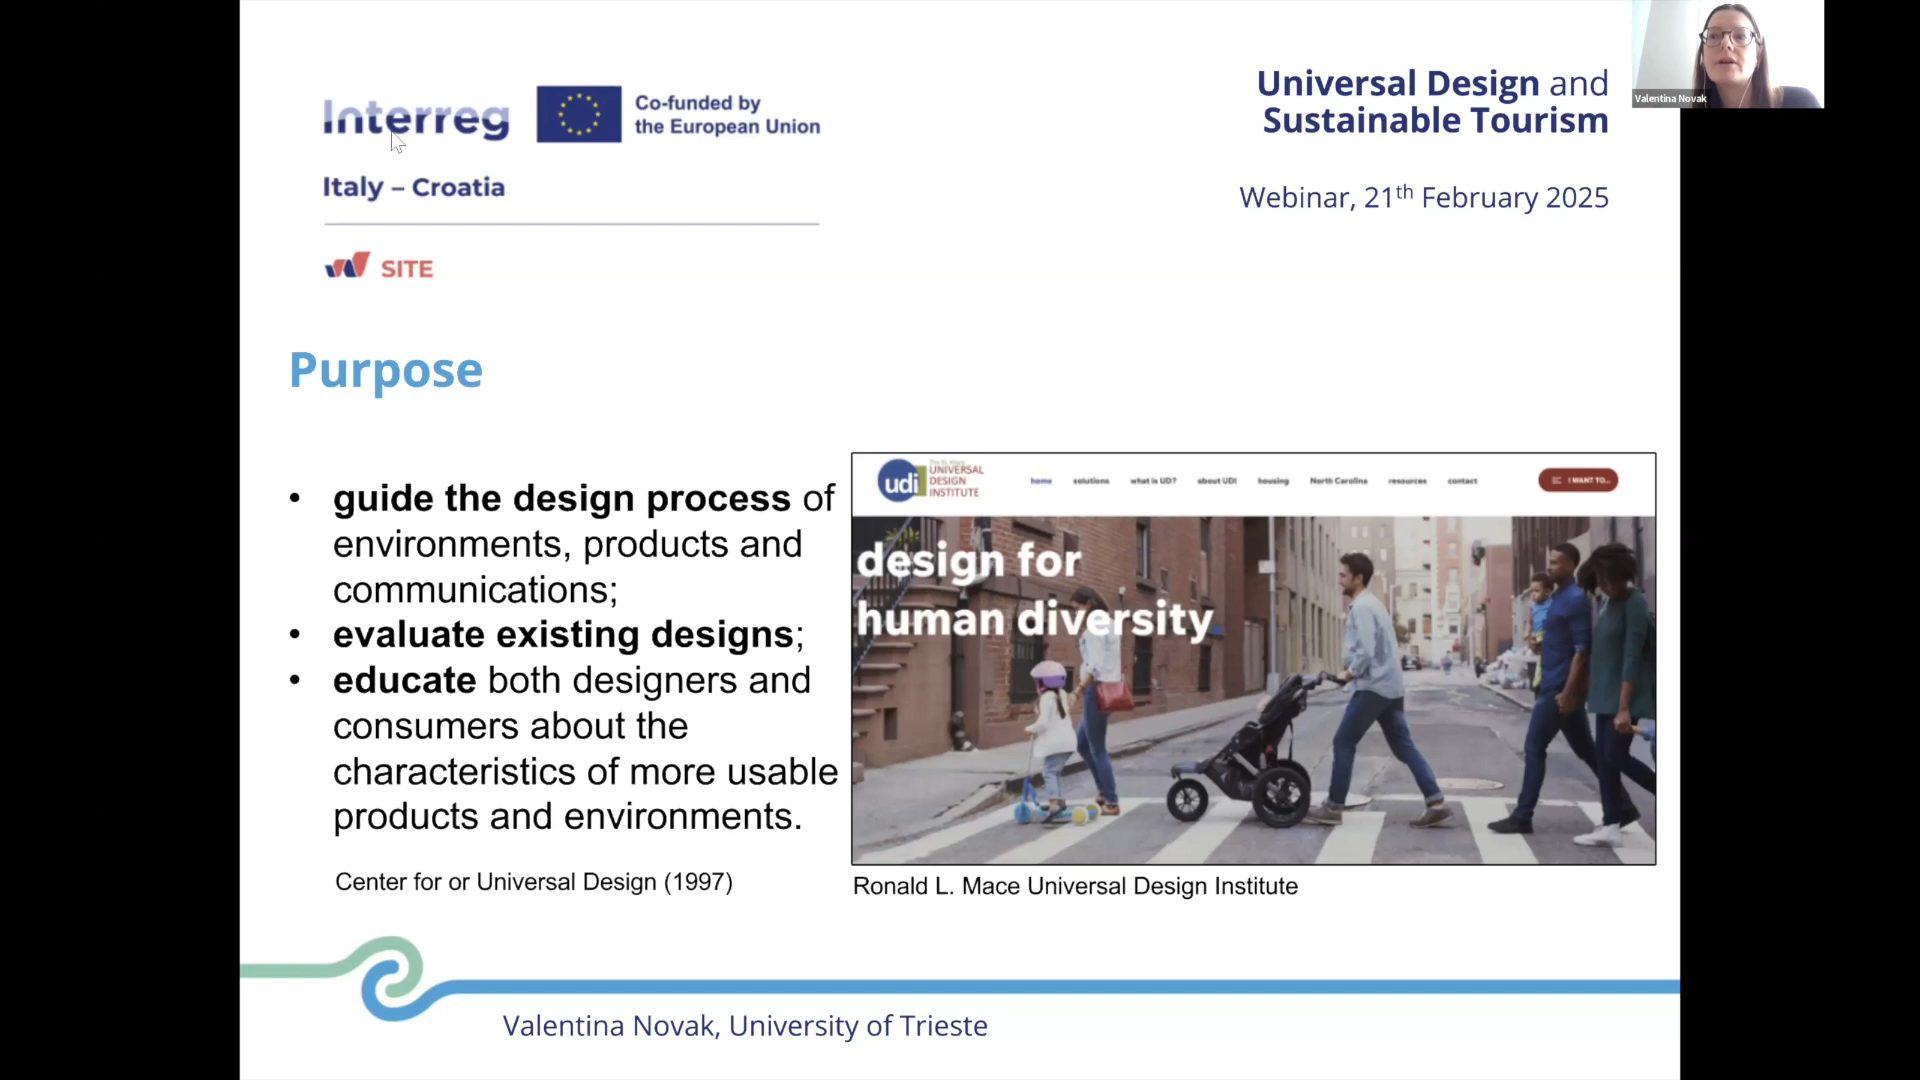 Interreg
Co-funded by
the European Union
Italy – Croatia
SITE
Universal Design and
Sustainable Tourism
Webinar, 21th February 2025
Valentina Novak
Purpose
• guide the design process of
environments, products and
communications;
• evaluate existing designs;
• educate both designers and
consumers about the
characteristics of more usable
products and environments.
Center for or Universal Design (1997)
udi
UNIVERSAL
DESIGN
INSTITUTE
home solutions what is UD? about UDI housing North Carolina resources contact
I WANT TO...
design for
human diversity
Ronald L. Mace Universal Design Institute
Valentina Novak, University of Trieste